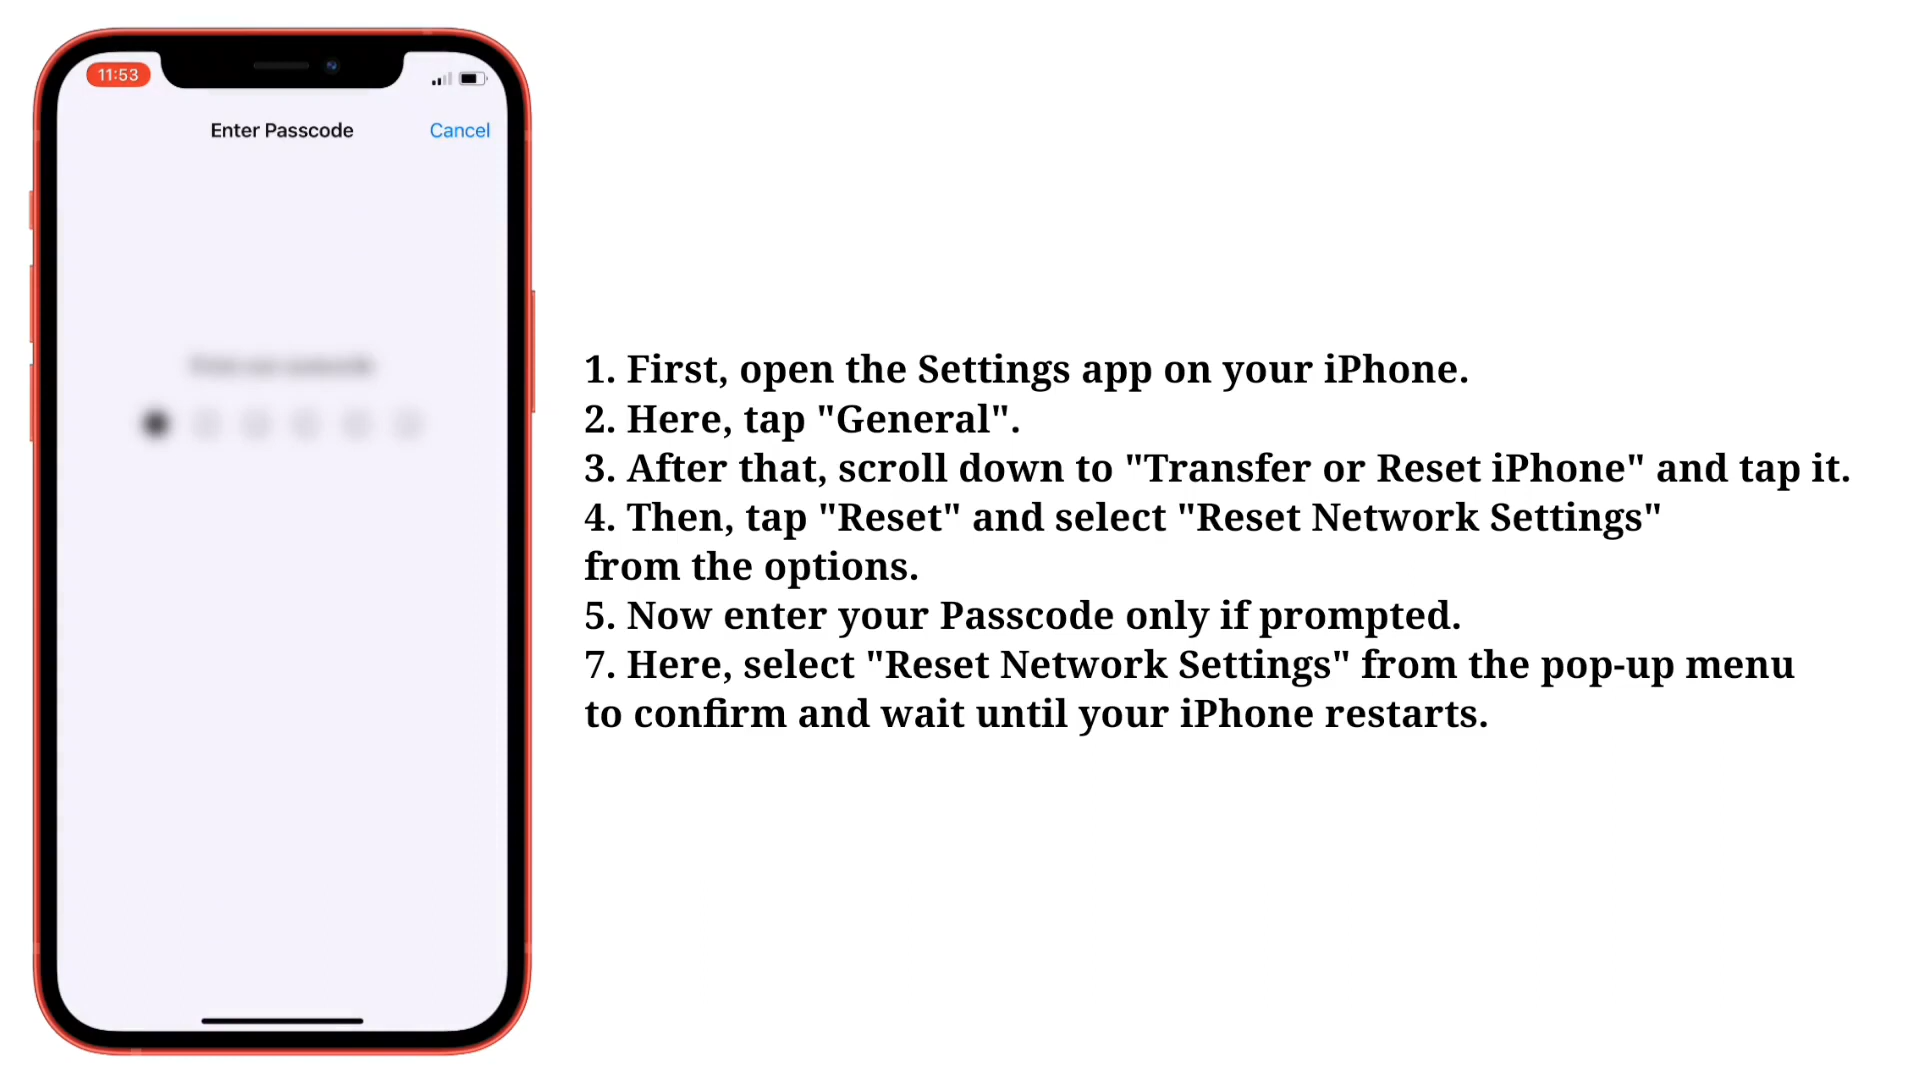 11:53
Enter Passcode
Cancel
1. First, open the Settings app on your iPhone.
2. Here, tap "General".
3. After that, scroll down to "Transfer or Reset iPhone" and tap it.
4. Then, tap "Reset" and select "Reset Network Settings"
from the options.
5. Now enter your Passcode only if prompted.
7. Here, select "Reset Network Settings" from the pop-up menu
to confirm and wait until your iPhone restarts.